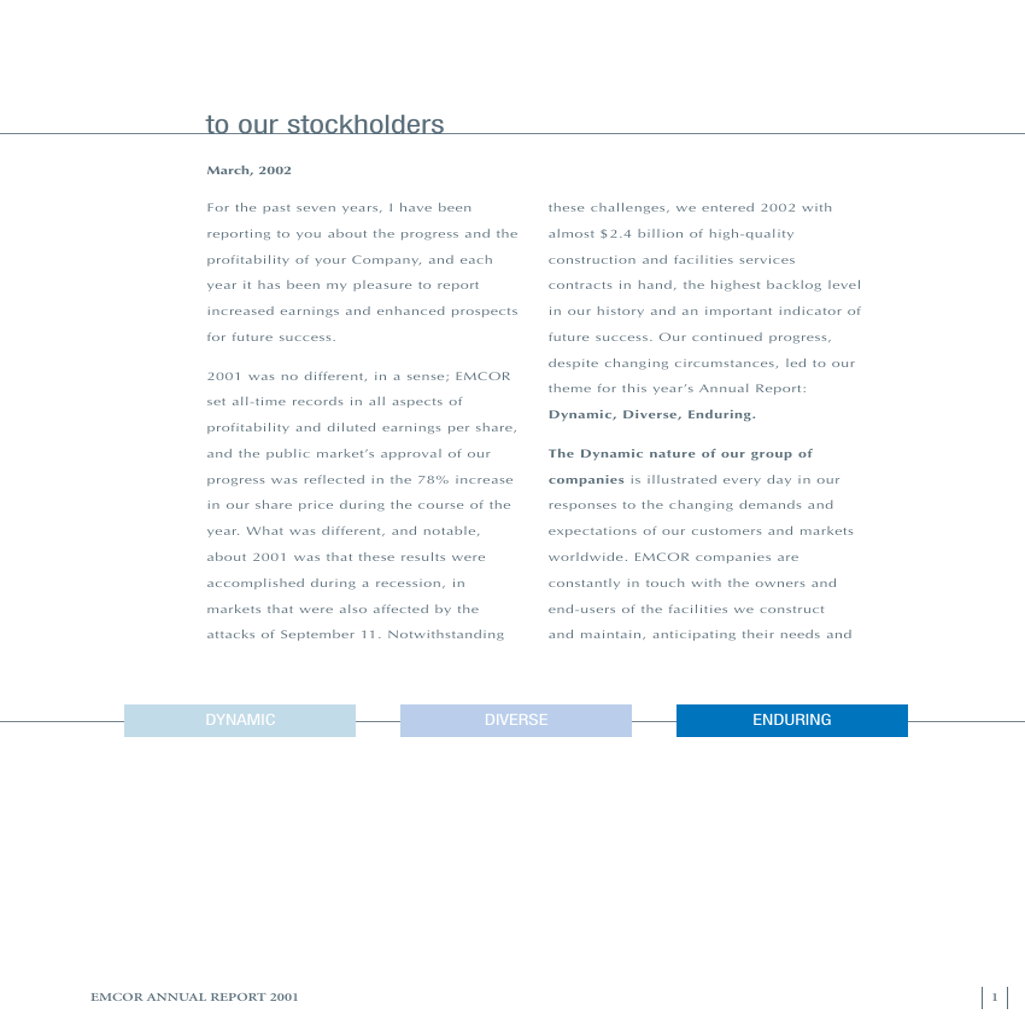 to our stockholders
March, 2002
For the past seven years, I have been
reporting to you about the progress and the
profitability of your Company, and each
year it has been my pleasure to report
increased earnings and enhanced prospects
for future success.
2001 was no different, in a sense; EMCOR
set all-time records in all aspects of
profitability and diluted earnings per share,
and the public market’s approval of our
progress was reflected in the 78% increase
in our share price during the course of the
year. What was different, and notable,
about 2001 was that these results were
accomplished during a recession, in
markets that were also affected by the
attacks of September 11. Notwithstanding
these challenges, we entered 2002 with
almost $2.4 billion of high-quality
construction and facilities services
contracts in hand, the highest backlog level
in our history and an important indicator of
future success. Our continued progress,
despite changing circumstances, led to our
theme for this year’s Annual Report:
Dynamic, Diverse, Enduring.
The Dynamic nature of our group of
companies is illustrated every day in our
responses to the changing demands and
expectations of our customers and markets
worldwide. EMCOR companies are
constantly in touch with the owners and
end-users of the facilities we construct
and maintain, anticipating their needs and
DYNAMIC
DIVERSE
ENDURING
EMCOR ANNUAL REPORT 2001
1